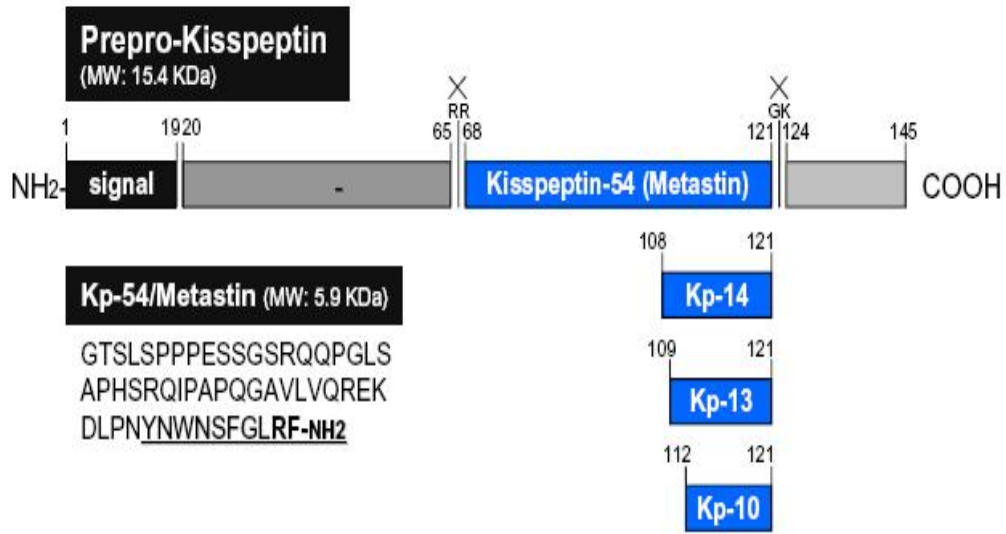 Prepro-Kisspeptin
(MW: 15.4 KDa)
X X
RR GK
1 19 20 65 68 121 124 145
NH2- signal - Kisspeptin-54 (Metastin) COOH
108 121
Kp-14
Kp-54/Metastin (MW: 5.9 KDa)
GTSLSPPPESSGSRQQPGLS
109 121
APHSRQIPAPQGAVLVQREK
Kp-13
DLPNYNWNSFGLRF-NH2
112 121
Kp-10